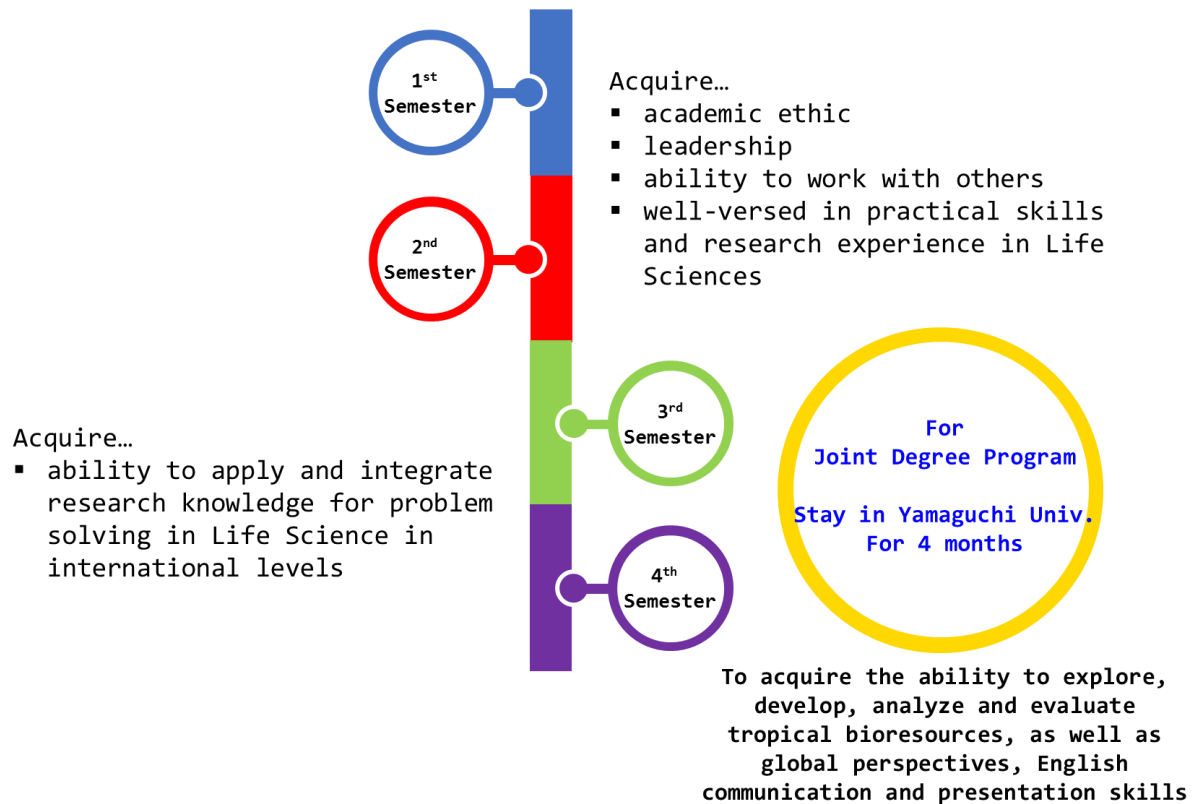 1st
Semester
Acquire…
▪ academic ethic
▪ leadership
▪ ability to work with others
▪ well-versed in practical skills
and research experience in Life
Sciences
2nd
Semester
3rd
Semester
Acquire…
▪ ability to apply and integrate
research knowledge for problem
solving in Life Science in
international levels
4th
Semester
For
Joint Degree Program
Stay in Yamaguchi Univ.
For 4 months
To acquire the ability to explore,
develop, analyze and evaluate
tropical bioresources, as well as
global perspectives, English
communication and presentation skills